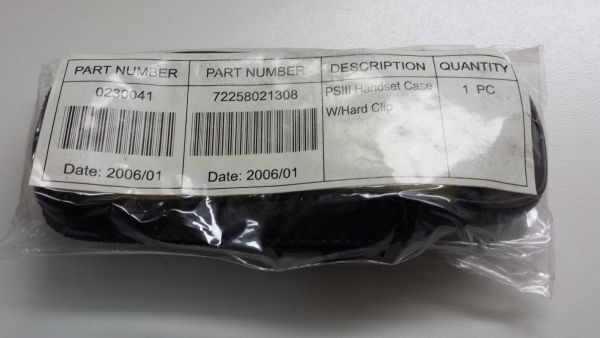 PART NUMBER
0230041
Date: 2006/01
PART NUMBER
72258021308
Date: 2006/01
DESCRIPTION
PSIII Handset Case
W/Hard Clip
QUANTITY
1 PC